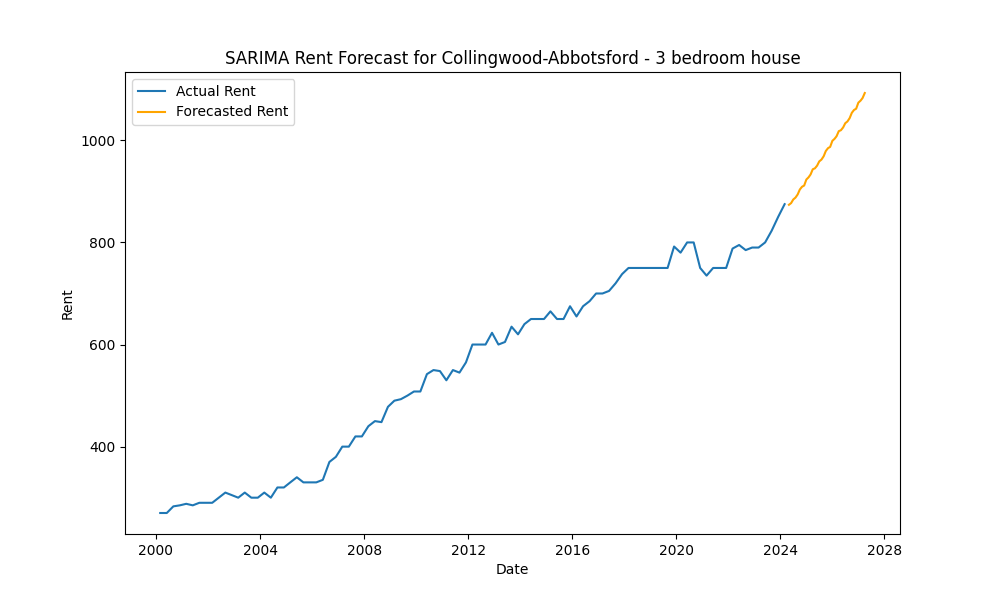 SARIMA Rent Forecast for Collingwood-Abbotsford - 3 bedroom house
Actual Rent
Forecasted Rent
1000
800
600
400
Rent
2000 2004 2008 2012 2016 2020 2024 2028
Date